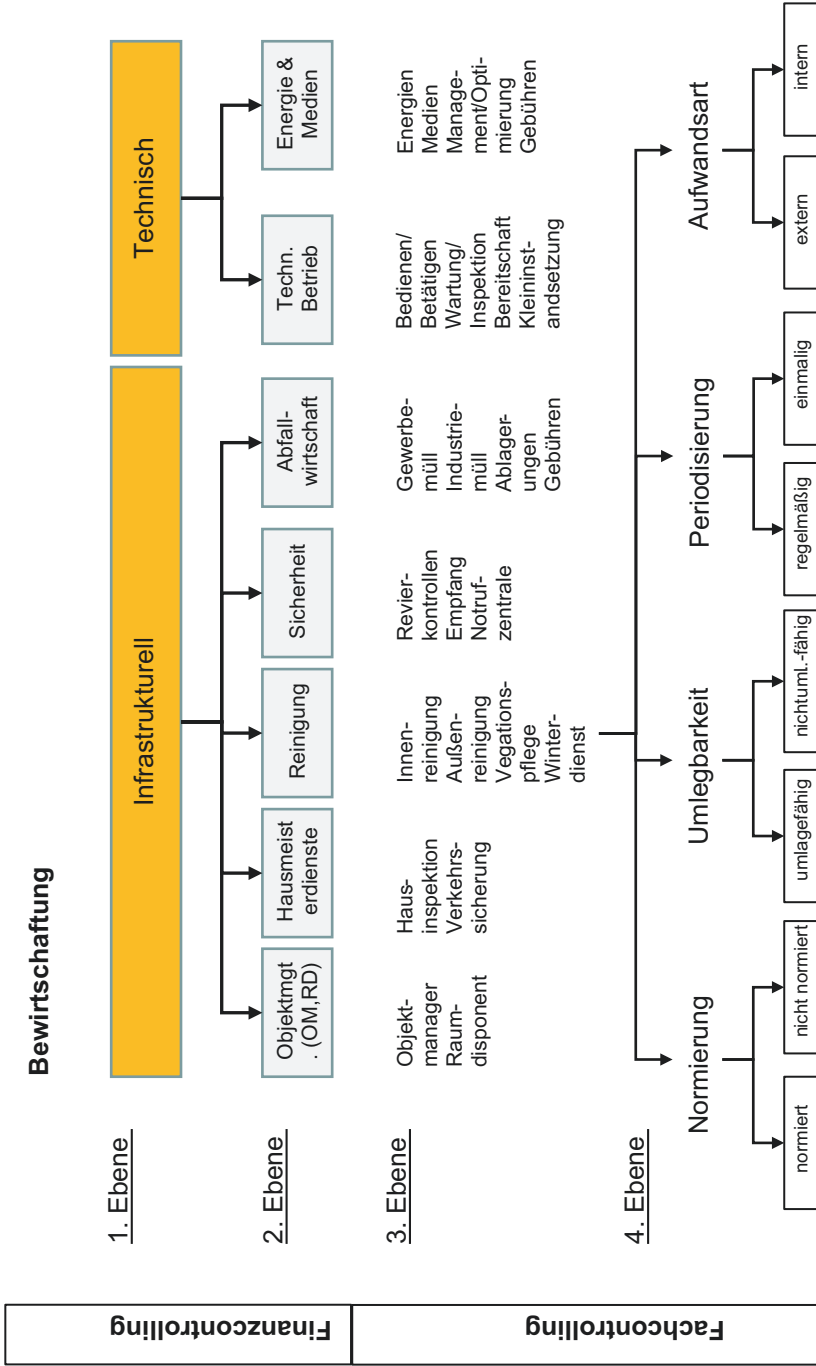 Bewirtschaftung
Finanzcontrolling
Fachcontrolling
1. Ebene
Infrastrukturell
Technisch
2. Ebene
Objektmgt
. (OM,RD)
Hausmeist
erdienste
Reinigung
Sicherheit
Abfall-
wirtschaft
Techn.
Betrieb
Energie &
Medien
3. Ebene
Objekt-
manager
Raum-
disponent
Haus-
inspektion
Verkehrs-
sicherung
Innen-
reinigung
Außen-
reinigung
Vegations-
pflege
Winter-
dienst
Revier-
kontrollen
Empfang
Notruf-
zentrale
Gewerbe-
müll
Industrie-
müll
Ablager-
ungen
Gebühren
Bedienen/
Betätigen
Wartung/
Inspektion
Bereitschaft
Kleininst-
andsetzung
Energien
Medien
Manage-
ment/Opti-
mierung
Gebühren
4. Ebene
Normierung
Umlegbarkeit
Periodisierung
Aufwandsart
normiert
nicht normiert
umlagefähig
nichtuml.-fähig
regelmäßig
einmalig
extern
intern